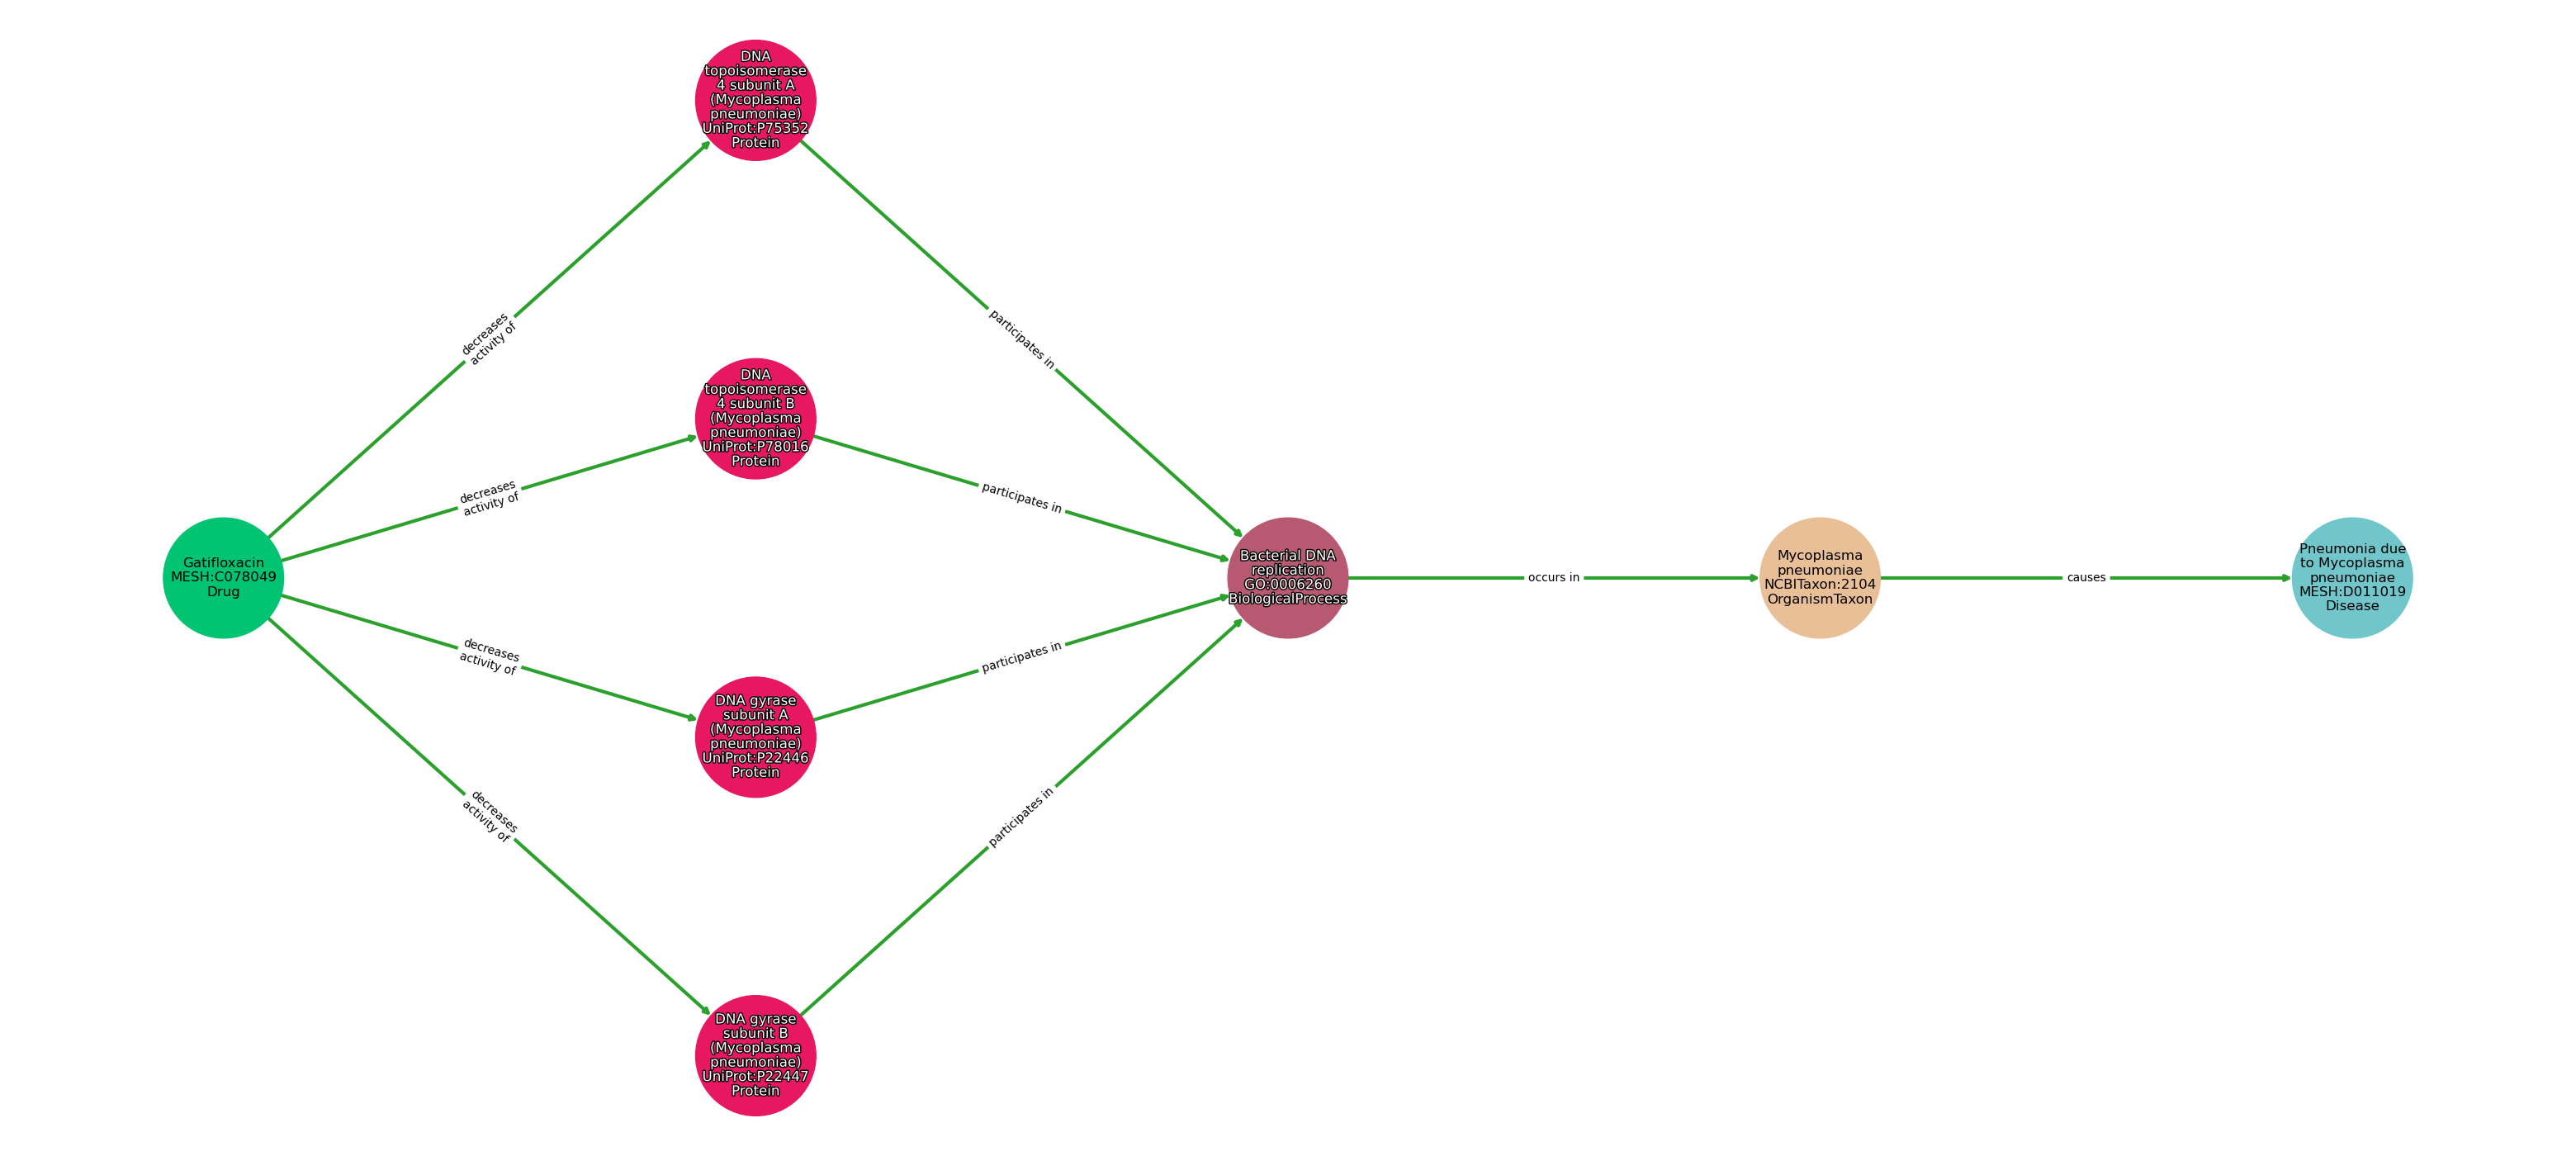 Gatifloxacin
MESH:C078049
Drug
decreases
activity of
decreases
activity of
decreases
activity of
decreases
activity of
DNA
topoisomerase
4 subunit A
(Mycoplasma
pneumoniae)
UniProt:P75352
Protein
DNA
topoisomerase
4 subunit B
(Mycoplasma
pneumoniae)
UniProt:P78016
Protein
DNA gyrase
subunit A
(Mycoplasma
pneumoniae)
UniProt:P22446
Protein
DNA gyrase
subunit B
(Mycoplasma
pneumoniae)
UniProt:P22447
Protein
participates in
participates in
participates in
participates in
Bacterial DNA
replication
GO:0006260
BiologicalProcess
occurs in
Mycoplasma
pneumoniae
NCBITaxon:2104
OrganismTaxon
causes
Pneumonia due
to Mycoplasma
pneumoniae
MESH:D011019
Disease